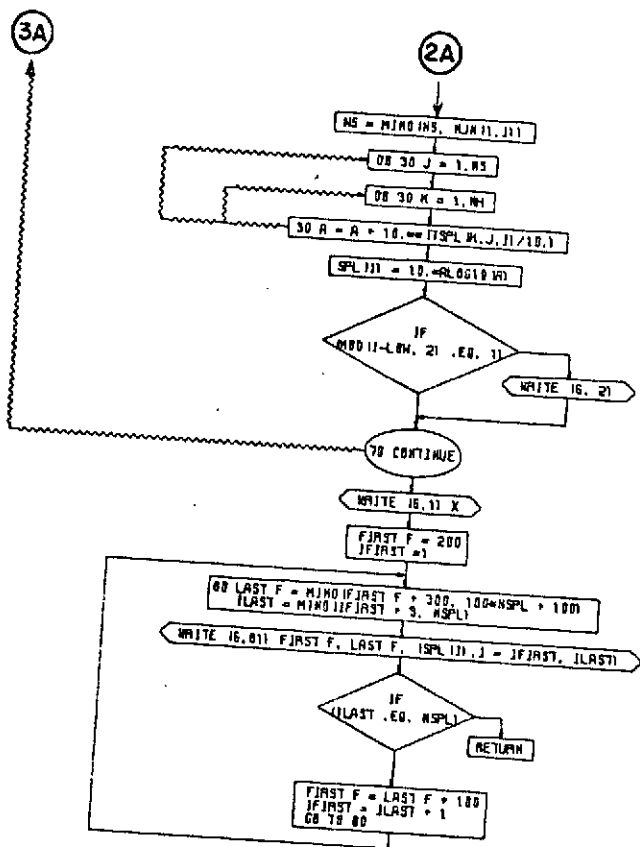 3A
2A
NS = MIN0(NS, NJN(1,J))
DO 30 J = 1,NS
DO 30 K = 1,NH
30 A = A + 10.**(TSPL(K,J,I)/10.)
SPL(I) = 10.*ALOG10(A)
IF
(MOD(I-LOW, 2) .EQ. 1)
WRITE (6, 2)
70 CONTINUE
WRITE (6,1) X
FIRST F = 200
IFIRST =1
80 LAST F = MIN0(FIRST F + 300, 100*NSPL + 100)
ILAST = MIN0(IFIRST + 3, NSPL)
WRITE (6,81) FIRST F, LAST F, (SPL(I),I = IFIRST, ILAST)
IF
(ILAST .EQ. NSPL)
RETURN
FIRST F = LAST F + 100
IFIRST = ILAST + 1
GO TO 80